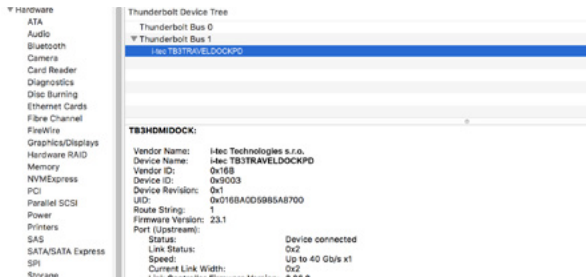 Hardware
ATA
Audio
Bluetooth
Camera
Card Reader
Diagnostics
Disc Burning
Ethernet Cards
Fibre Channel
FireWire
Graphics/Displays
Hardware RAID
Memory
NVMExpress
PCI
Parallel SCSI
Power
Printers
SAS
SATA/SATA Express
SPI
Storage
Thunderbolt Device Tree
Thunderbolt Bus 0
Thunderbolt Bus 1
i-tec TB3TRAVELDOCKPD
TB3HDMIDOCK:
Vendor Name: i-tec Technologies s.r.o.
Device Name: i-tec TB3TRAVELDOCKPD
Vendor ID: 0x16B
Device ID: 0x9003
Device Revision: 0x1
UID: 0x016BA0D5985A8700
Route String: 1
Firmware Version: 23.1
Port (Upstream):
Status: Device connected
Link Status: 0x2
Speed: Up to 40 Gb/s x1
Current Link Width: 0x2